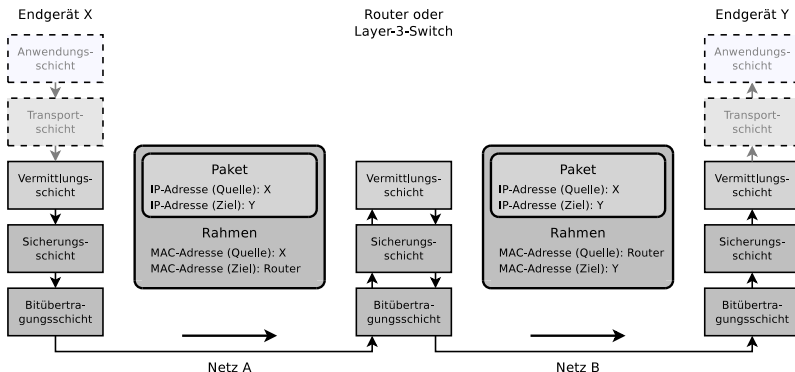 Endgerät X
Router oder
Layer-3-Switch
Endgerät Y
Anwendungs-
schicht
Anwendungs-
schicht
Transport-
schicht
Transport-
schicht
Vermittlungs-
schicht
Paket
IP-Adresse (Quelle): X
IP-Adresse (Ziel): Y
Vermittlungs-
schicht
Paket
IP-Adresse (Quelle): X
IP-Adresse (Ziel): Y
Vermittlungs-
schicht
Sicherungs-
schicht
Rahmen
MAC-Adresse (Quelle): X
MAC-Adresse (Ziel): Router
Sicherungs-
schicht
Rahmen
MAC-Adresse (Quelle): Router
MAC-Adresse (Ziel): Y
Sicherungs-
schicht
Bitübertra-
gungsschicht
Bitübertra-
gungsschicht
Bitübertra-
gungsschicht
Netz A
Netz B